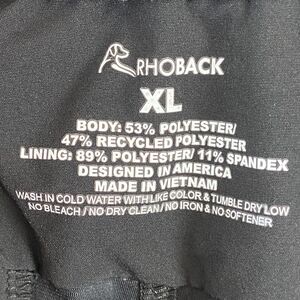 RHOBACK
XL
BODY: 53% POLYESTER/
47% RECYCLED POLYESTER
LINING: 89% POLYESTER/ 11% SPANDEX
DESIGNED IN AMERICA
MADE IN VIETNAM
WASH IN COLD WATER WITH LIKE COLOR & TUMBLE DRY LOW
NO BLEACH / NO DRY CLEAN / NO IRON & NO SOFTENER